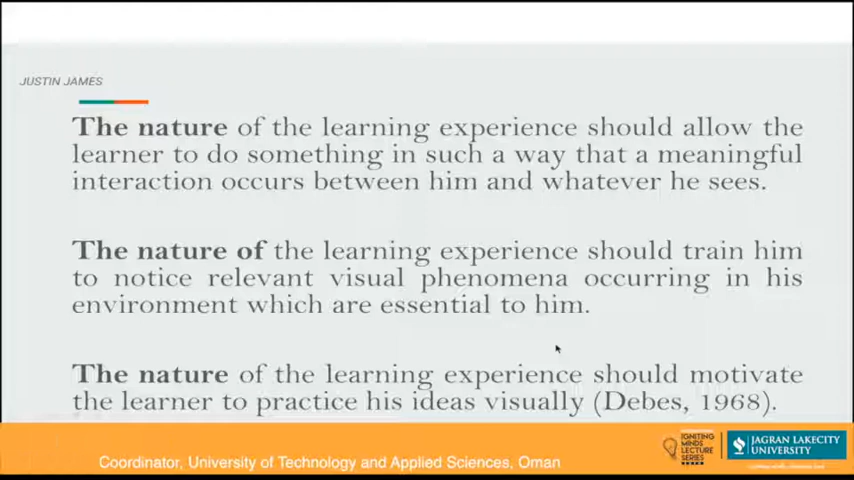 JUSTIN JAMES
The nature of the learning experience should allow the
learner to do something in such a way that a meaningful
interaction occurs between him and whatever he sees.
The nature of the learning experience should train him
to notice relevant visual phenomena occurring in his
environment which are essential to him.
The nature of the learning experience should motivate
the learner to practice his ideas visually (Debes, 1968).
Coordinator, University of Technology and Applied Sciences, Oman
IGNITING
MINDS
LECTURE
SERIES
JAGRAN LAKECITY
UNIVERSITY